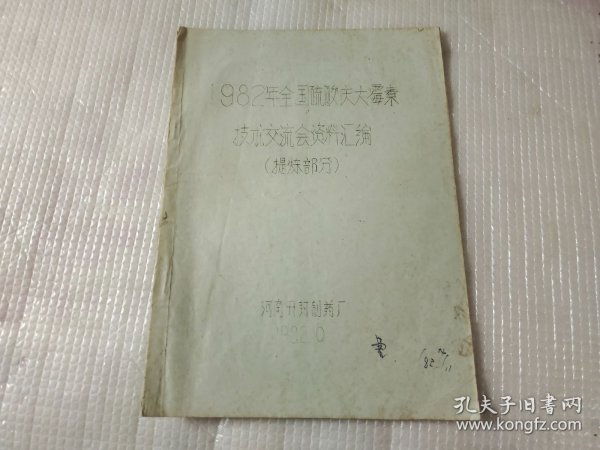 1982年全国硫酸庆大霉素
技术交流会资料汇编
(提炼部分)
河南开封制药厂
1982.10
孔夫子旧书网
www.kongfz.com